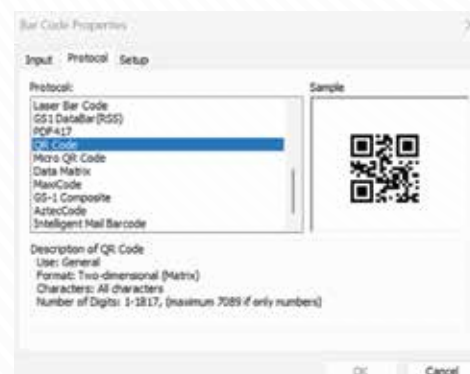 Bar Code Properties
Input Protocol Setup
Protocol:
Sample
Laser Bar Code
GS1 DataBar(RSS)
PDF417
QR Code
Micro QR Code
Data Matrix
MaxiCode
GS-1 Composite
AztecCode
Intelligent Mail Barcode
Description of QR Code
Use: General
Format: Two-dimensional (Matrix)
Characters: All characters
Number of Digits: 1-1817, (maximum 7089 if only numbers)
OK Cancel